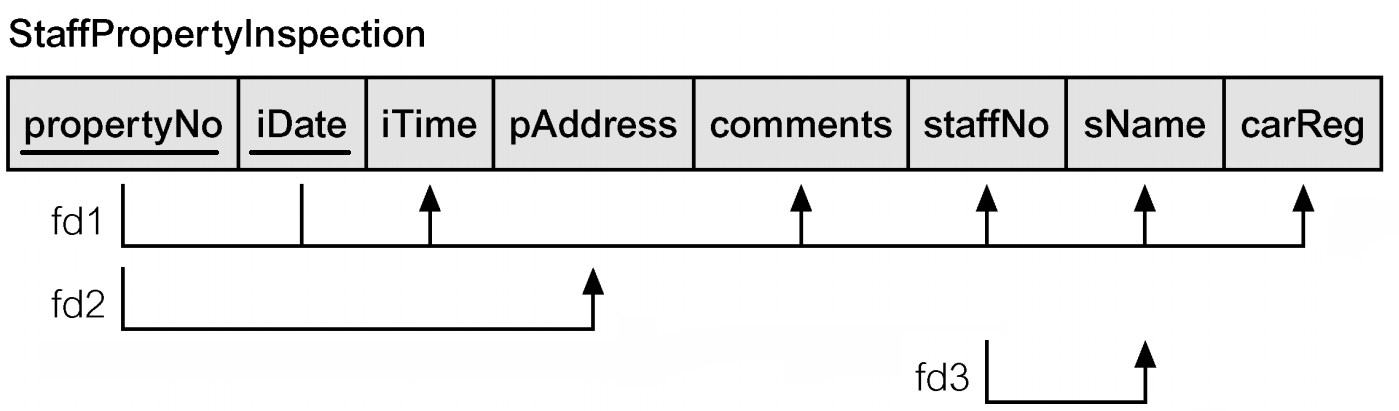 StaffPropertyInspection
propertyNo iDate iTime pAddress comments staffNo sName carReg
fd1
fd2
fd3